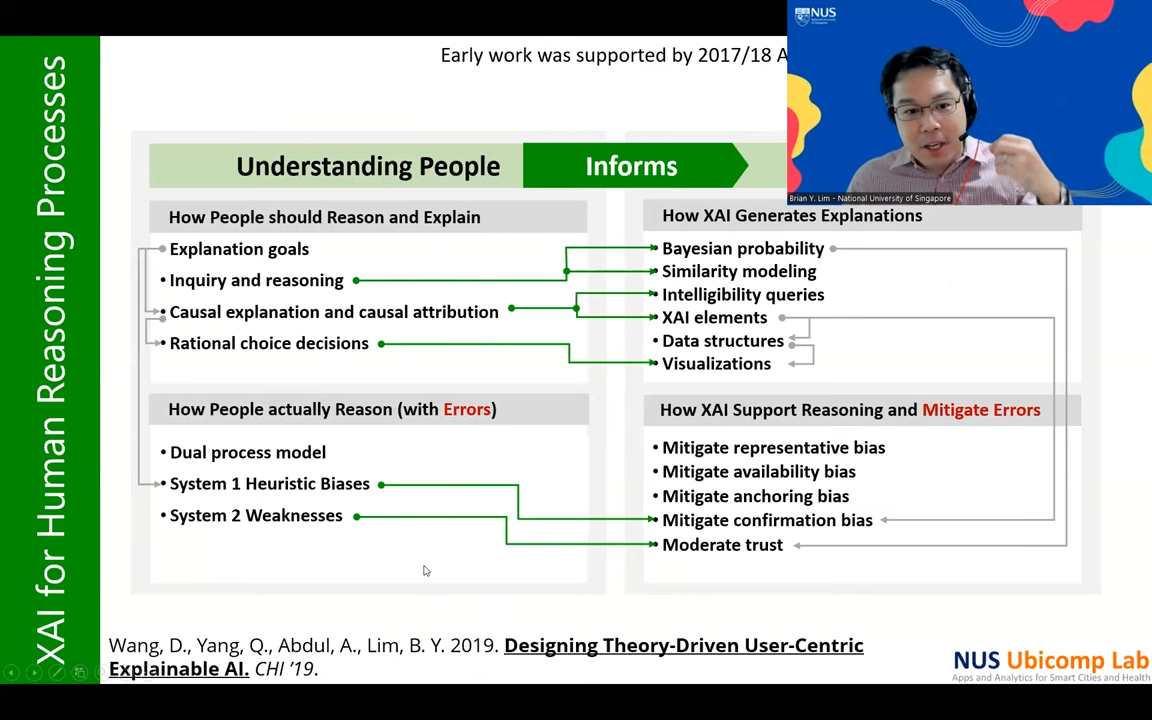 XAI for Human Reasoning Processes
Early work was supported by 2017/18 A
NUS
Brian Y. Lim - National University of Singapore
Understanding People
Informs
How People should Reason and Explain
Explanation goals
• Inquiry and reasoning
• Causal explanation and causal attribution
• Rational choice decisions
How People actually Reason (with Errors)
• Dual process model
• System 1 Heuristic Biases
• System 2 Weaknesses
How XAI Generates Explanations
• Bayesian probability
• Similarity modeling
• Intelligibility queries
• XAI elements
• Data structures
• Visualizations
How XAI Support Reasoning and Mitigate Errors
• Mitigate representative bias
• Mitigate availability bias
• Mitigate anchoring bias
• Mitigate confirmation bias
• Moderate trust
Wang, D., Yang, Q., Abdul, A., Lim, B. Y. 2019. Designing Theory-Driven User-Centric
Explainable AI. CHI ’19.
NUS Ubicomp Lab
Apps and Analytics for Smart Cities and Health